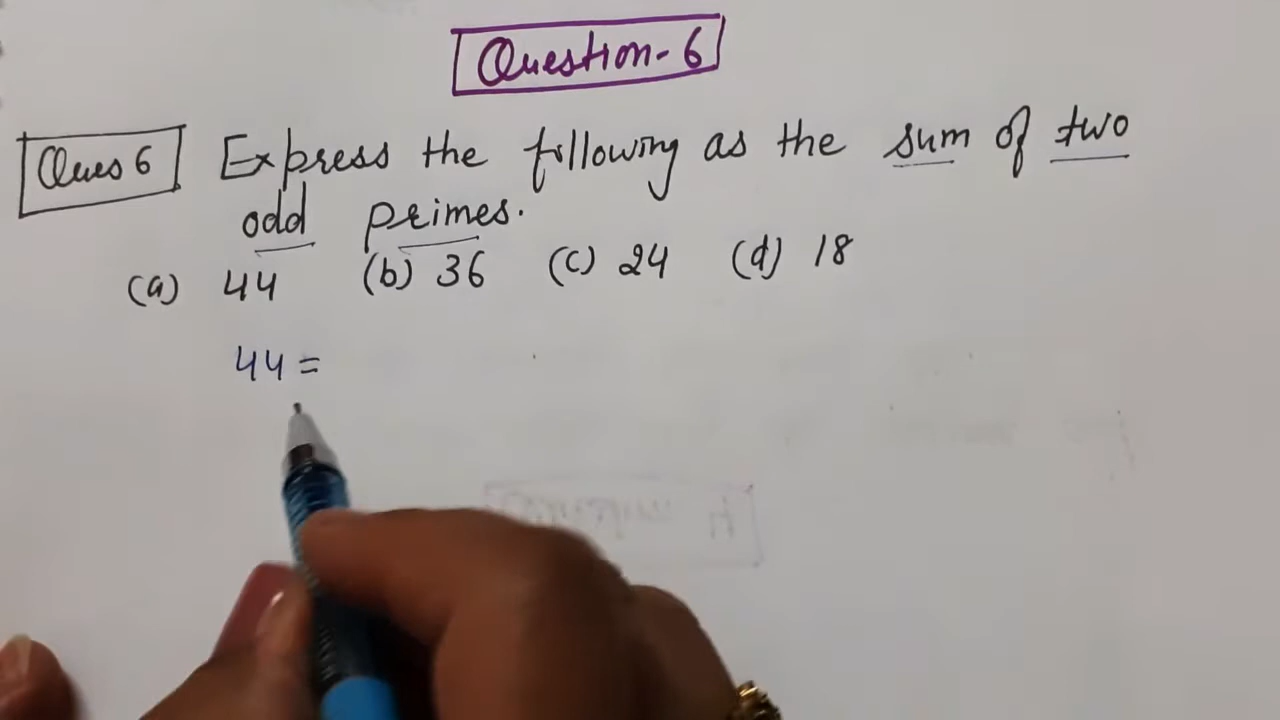 Question-6
Ques 6 Express the following as the sum of two
odd primes.
(a) 44 (b) 36 (c) 24 (d) 18
44 =